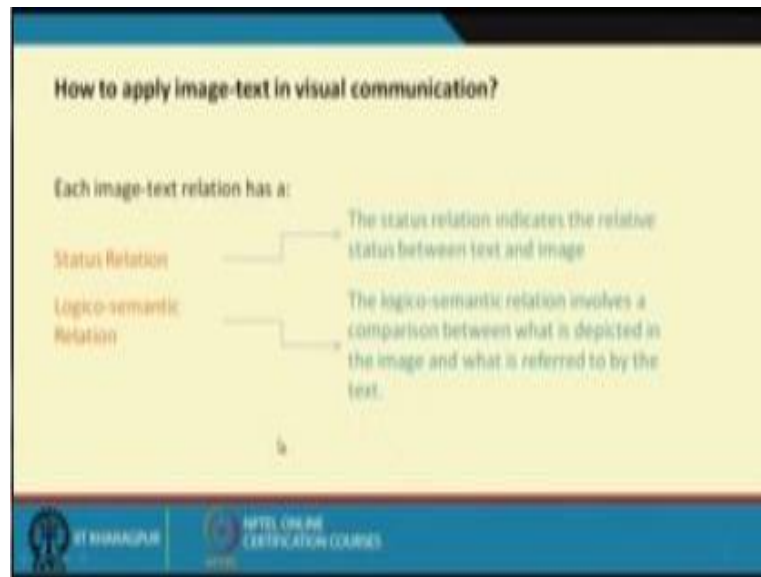 How to apply image-text in visual communication?
Each image-text relation has a:
Status Relation
The status relation indicates the relative
status between text and image
Logico-semantic
Relation
The logico-semantic relation involves a
comparison between what is depicted in
the image and what is referred to by the
text.
IIT KHARAGPUR
NPTEL
NPTEL ONLINE
CERTIFICATION COURSES